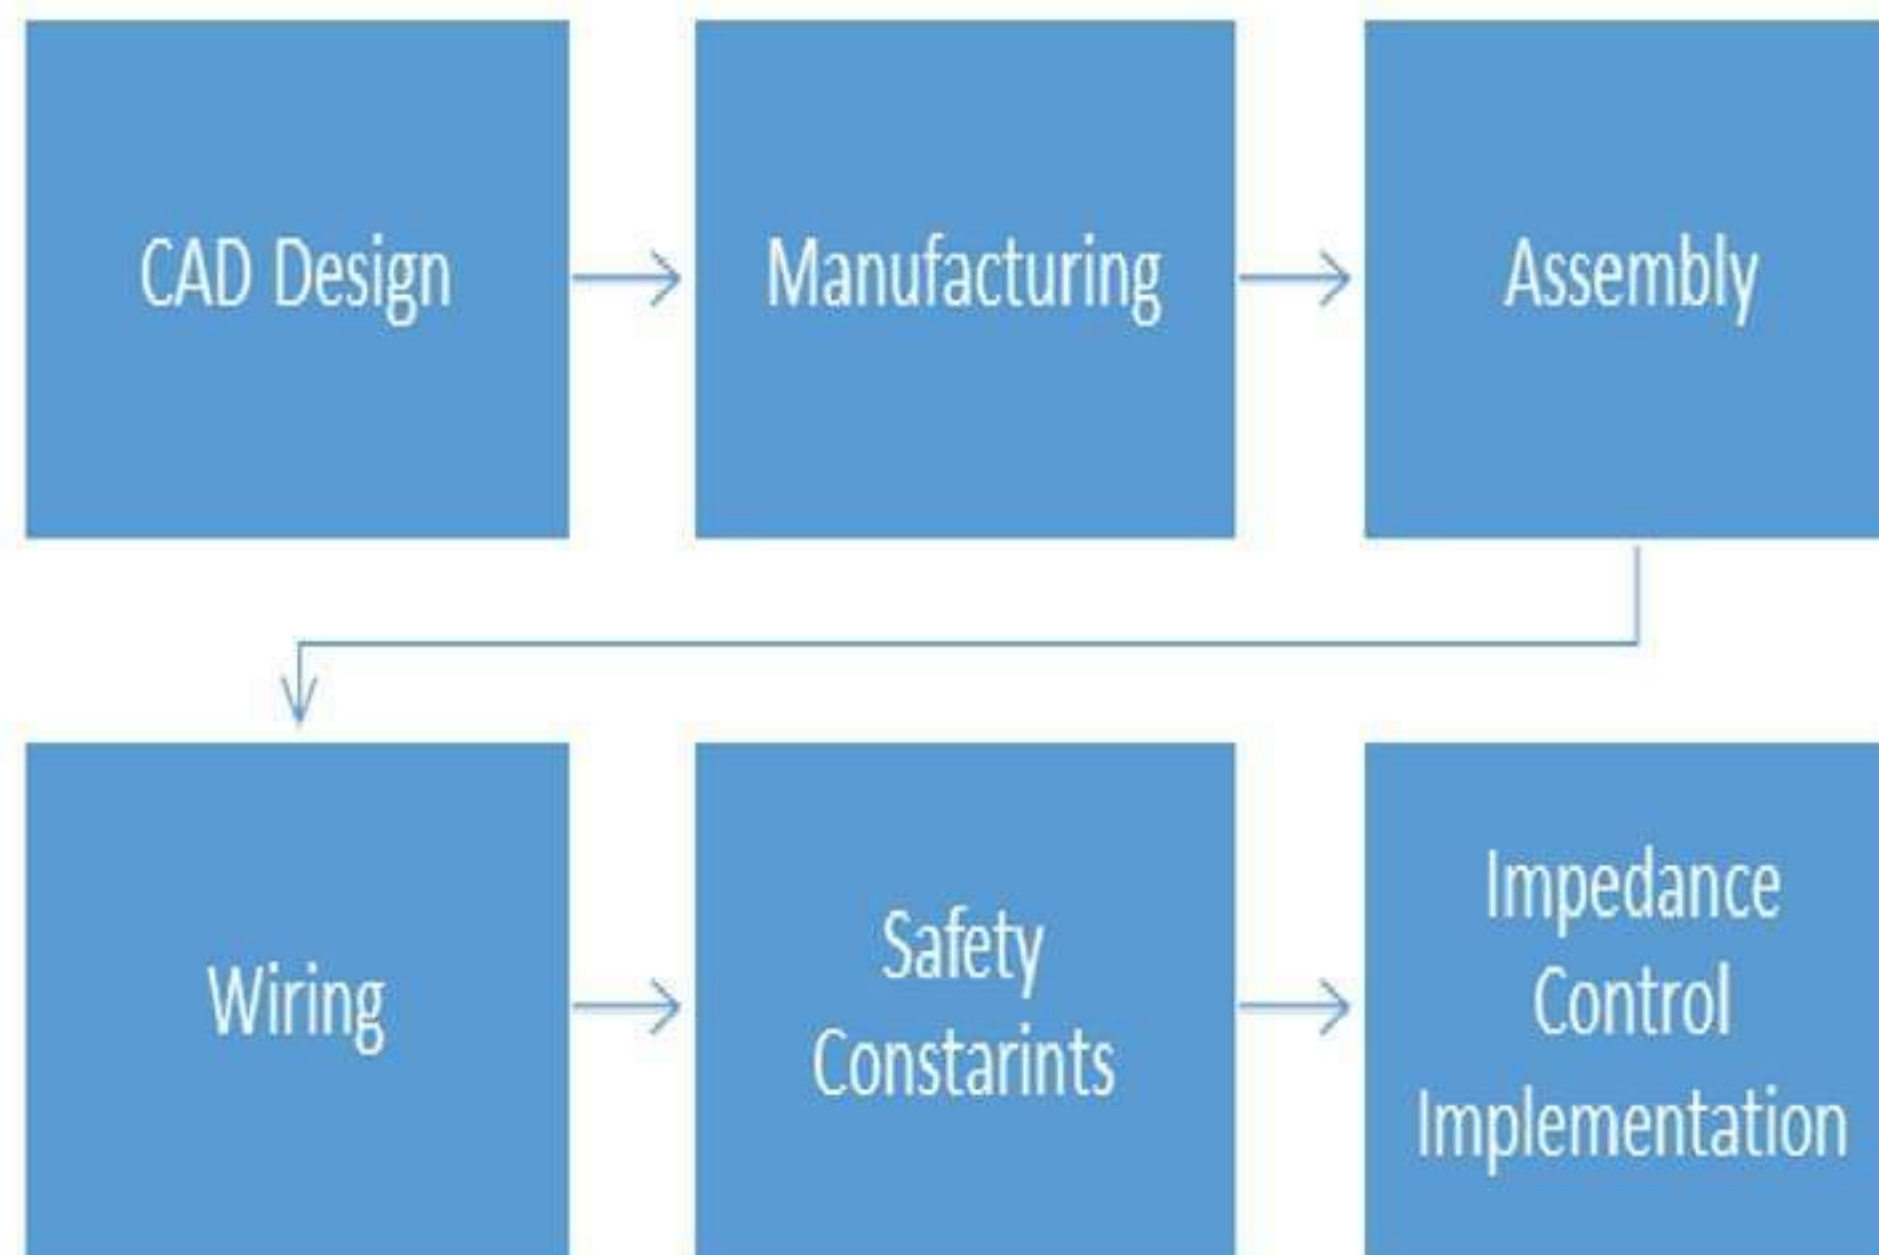 CAD Design
Manufacturing
Assembly
Wiring
Safety
Constarints
Impedance
Control
Implementation